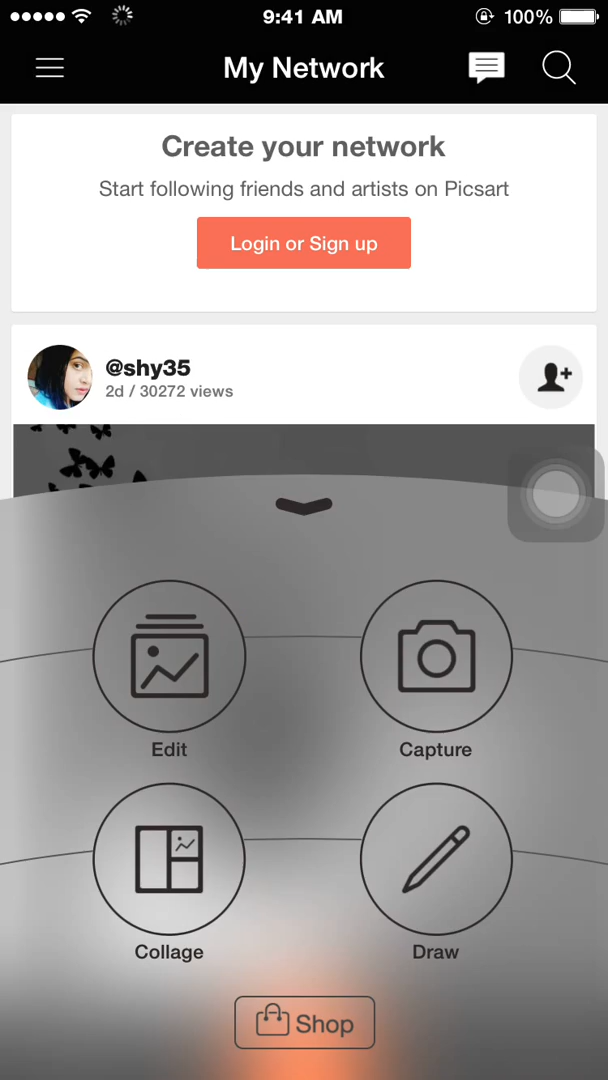 9:41 AM
100%
My Network
Create your network
Start following friends and artists on Picsart
Login or Sign up
@shy35
2d / 30272 views
Edit
Capture
Collage
Draw
Shop